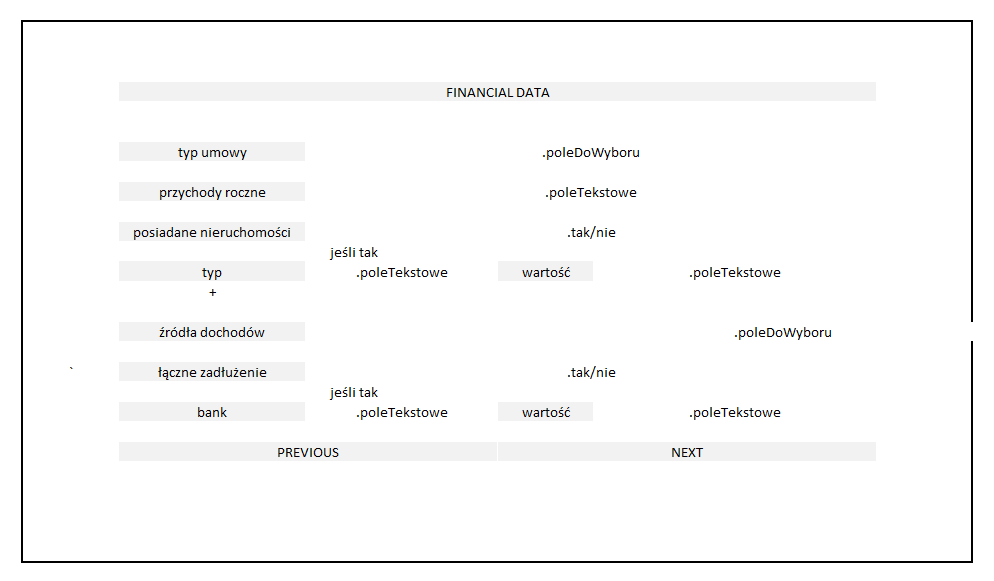 FINANCIAL DATA
typ umowy .poleDoWyboru
przychody roczne .poleTekstowe
posiadane nieruchomości .tak/nie
jeśli tak
typ .poleTekstowe wartość .poleTekstowe
+
źródła dochodów .poleDoWyboru
` łączne zadłużenie .tak/nie
jeśli tak
bank .poleTekstowe wartość .poleTekstowe
PREVIOUS NEXT